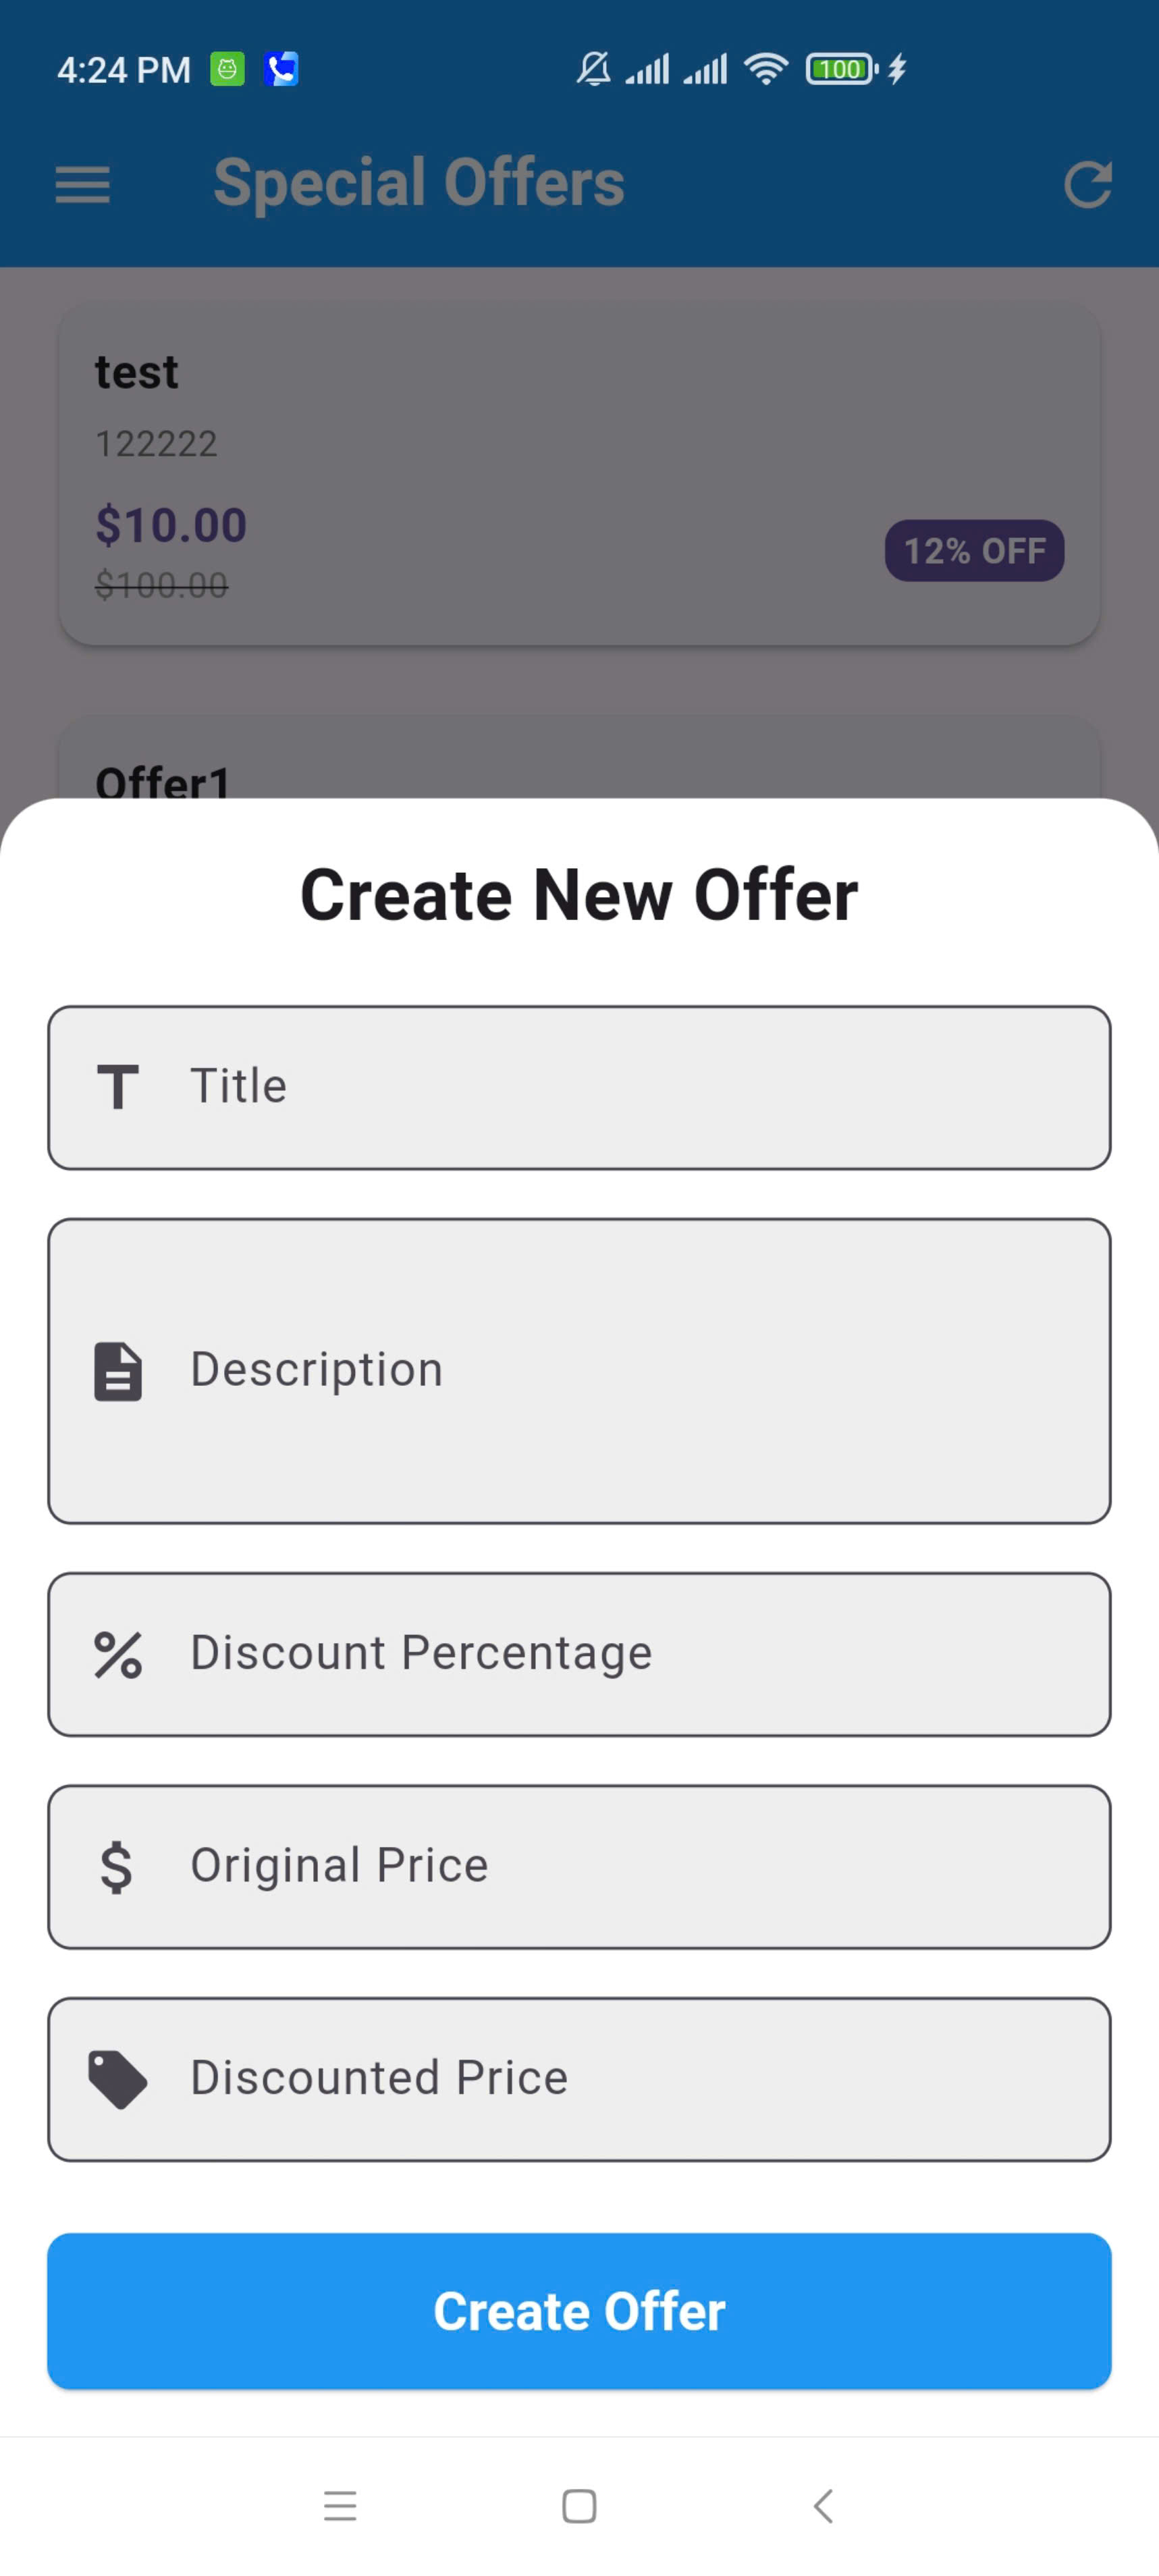 4:24 PM
100
Special Offers
test
122222
$10.00
12% OFF
$100.00
Offer1
Create New Offer
Title
Description
Discount Percentage
Original Price
Discounted Price
Create Offer